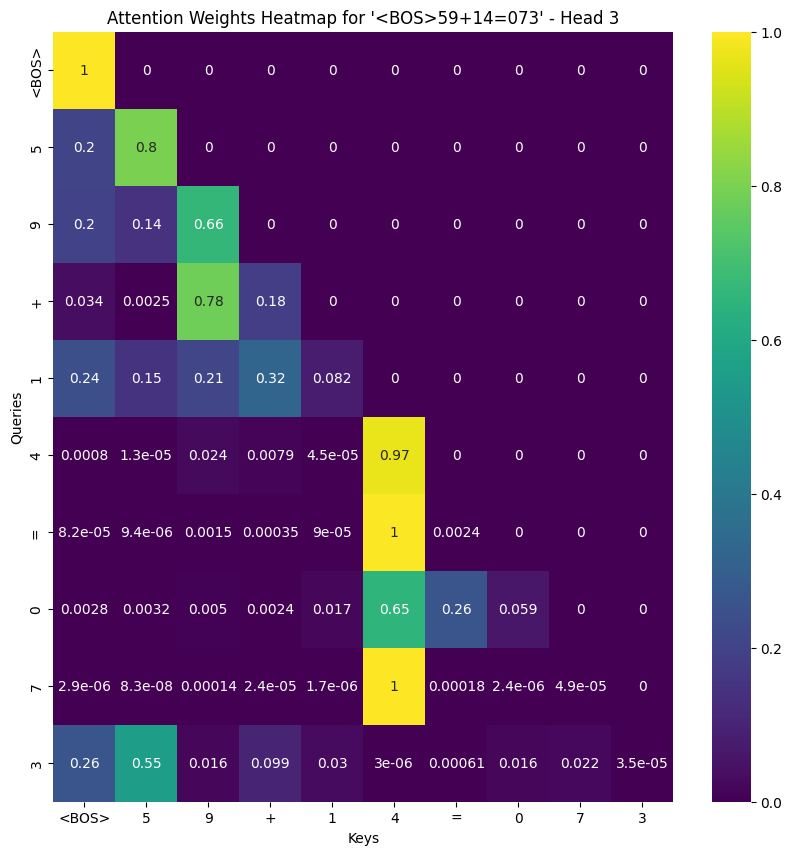 Attention Weights Heatmap for '<BOS>59+14=073' - Head 3
<BOS> 1 0 0 0 0 0 0 0 0 0
5 0.2 0.8 0 0 0 0 0 0 0 0
9 0.2 0.14 0.66 0 0 0 0 0 0 0
+ 0.034 0.0025 0.78 0.18 0 0 0 0 0 0
1 0.24 0.15 0.21 0.32 0.082 0 0 0 0 0
4 0.0008 1.3e-05 0.024 0.0079 4.5e-05 0.97 0 0 0 0
= 8.2e-05 9.4e-06 0.0015 0.00035 9e-05 1 0.0024 0 0 0
0 0.0028 0.0032 0.005 0.0024 0.017 0.65 0.26 0.059 0 0
7 2.9e-06 8.3e-08 0.00014 2.4e-05 1.7e-06 1 0.00018 2.4e-06 4.9e-05 0
3 0.26 0.55 0.016 0.099 0.03 3e-06 0.00061 0.016 0.022 3.5e-05
<BOS> 5 9 + 1 4 = 0 7 3
Keys
Queries
1.0
0.8
0.6
0.4
0.2
0.0